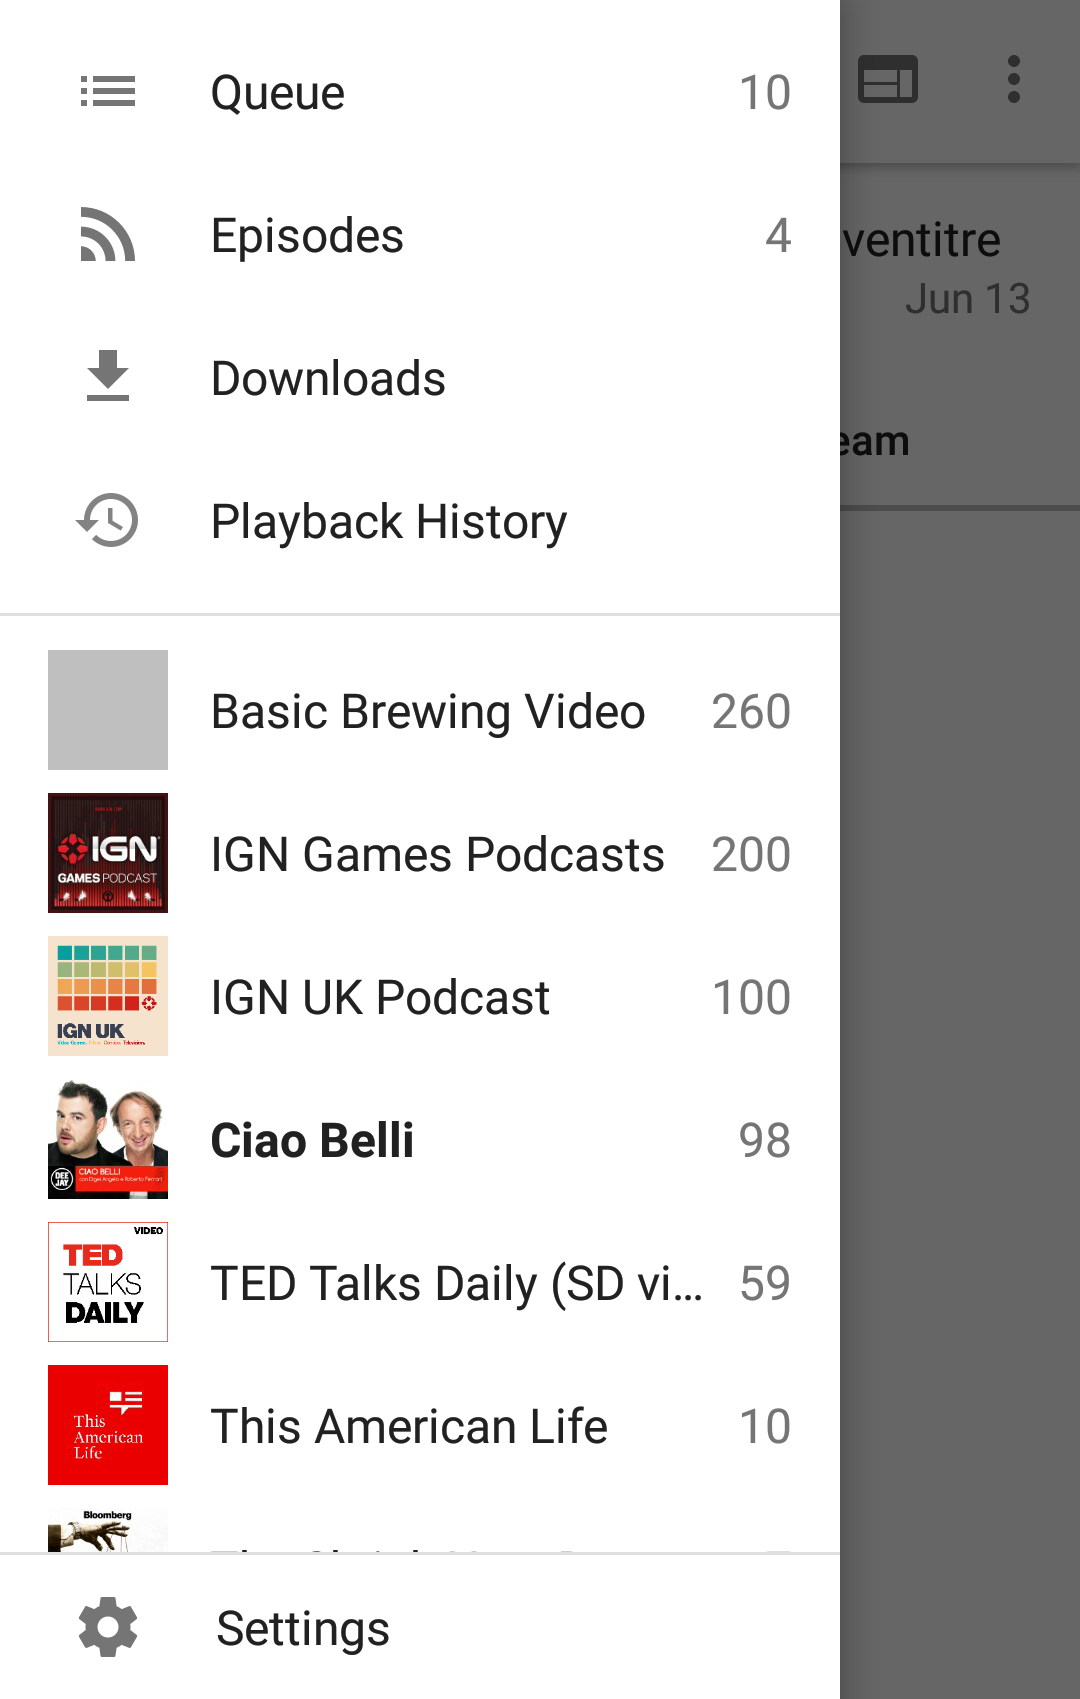 Queue 10
Episodes 4
ventitre
Jun 13
Downloads
eam
Playback History
Basic Brewing Video 260
IGN
GAMES PODCAST
IGN Games Podcasts 200
IGN UK
IGN UK Podcast 100
DEE JAY
CIAO BELLI
Ciao Belli 98
VIDEO
TED
TALKS
DAILY
TED Talks Daily (SD vi... 59
This
American
Life
This American Life 10
Bloomberg
Settings